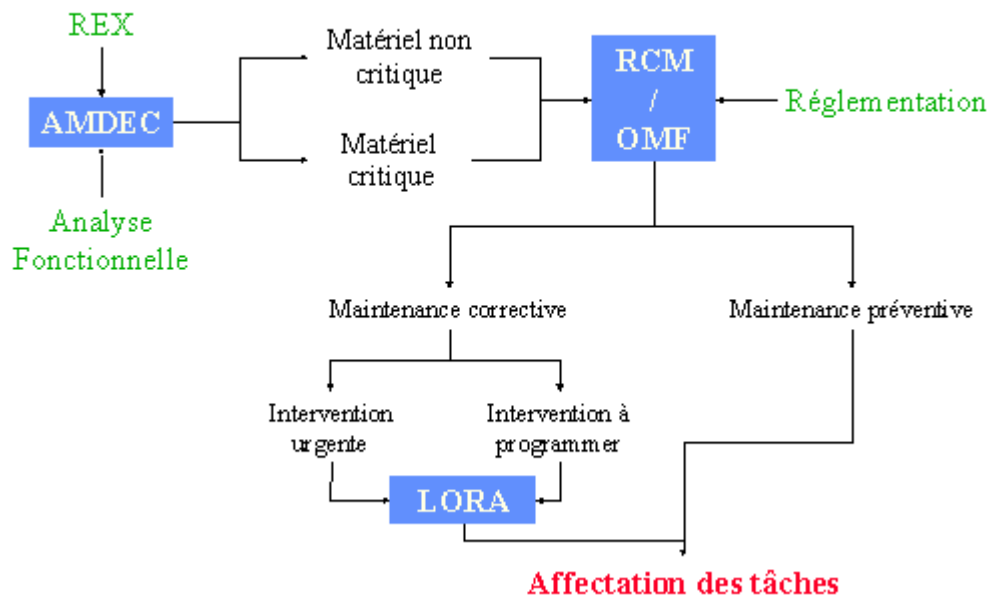 REX
Matériel non
critique
RCM
/
OMF
AMDEC
Réglementation
Matériel
critique
Analyse
Fonctionnelle
Maintenance corrective
Maintenance préventive
Intervention
urgente
Intervention à
programmer
LORA
Affectation des tâches